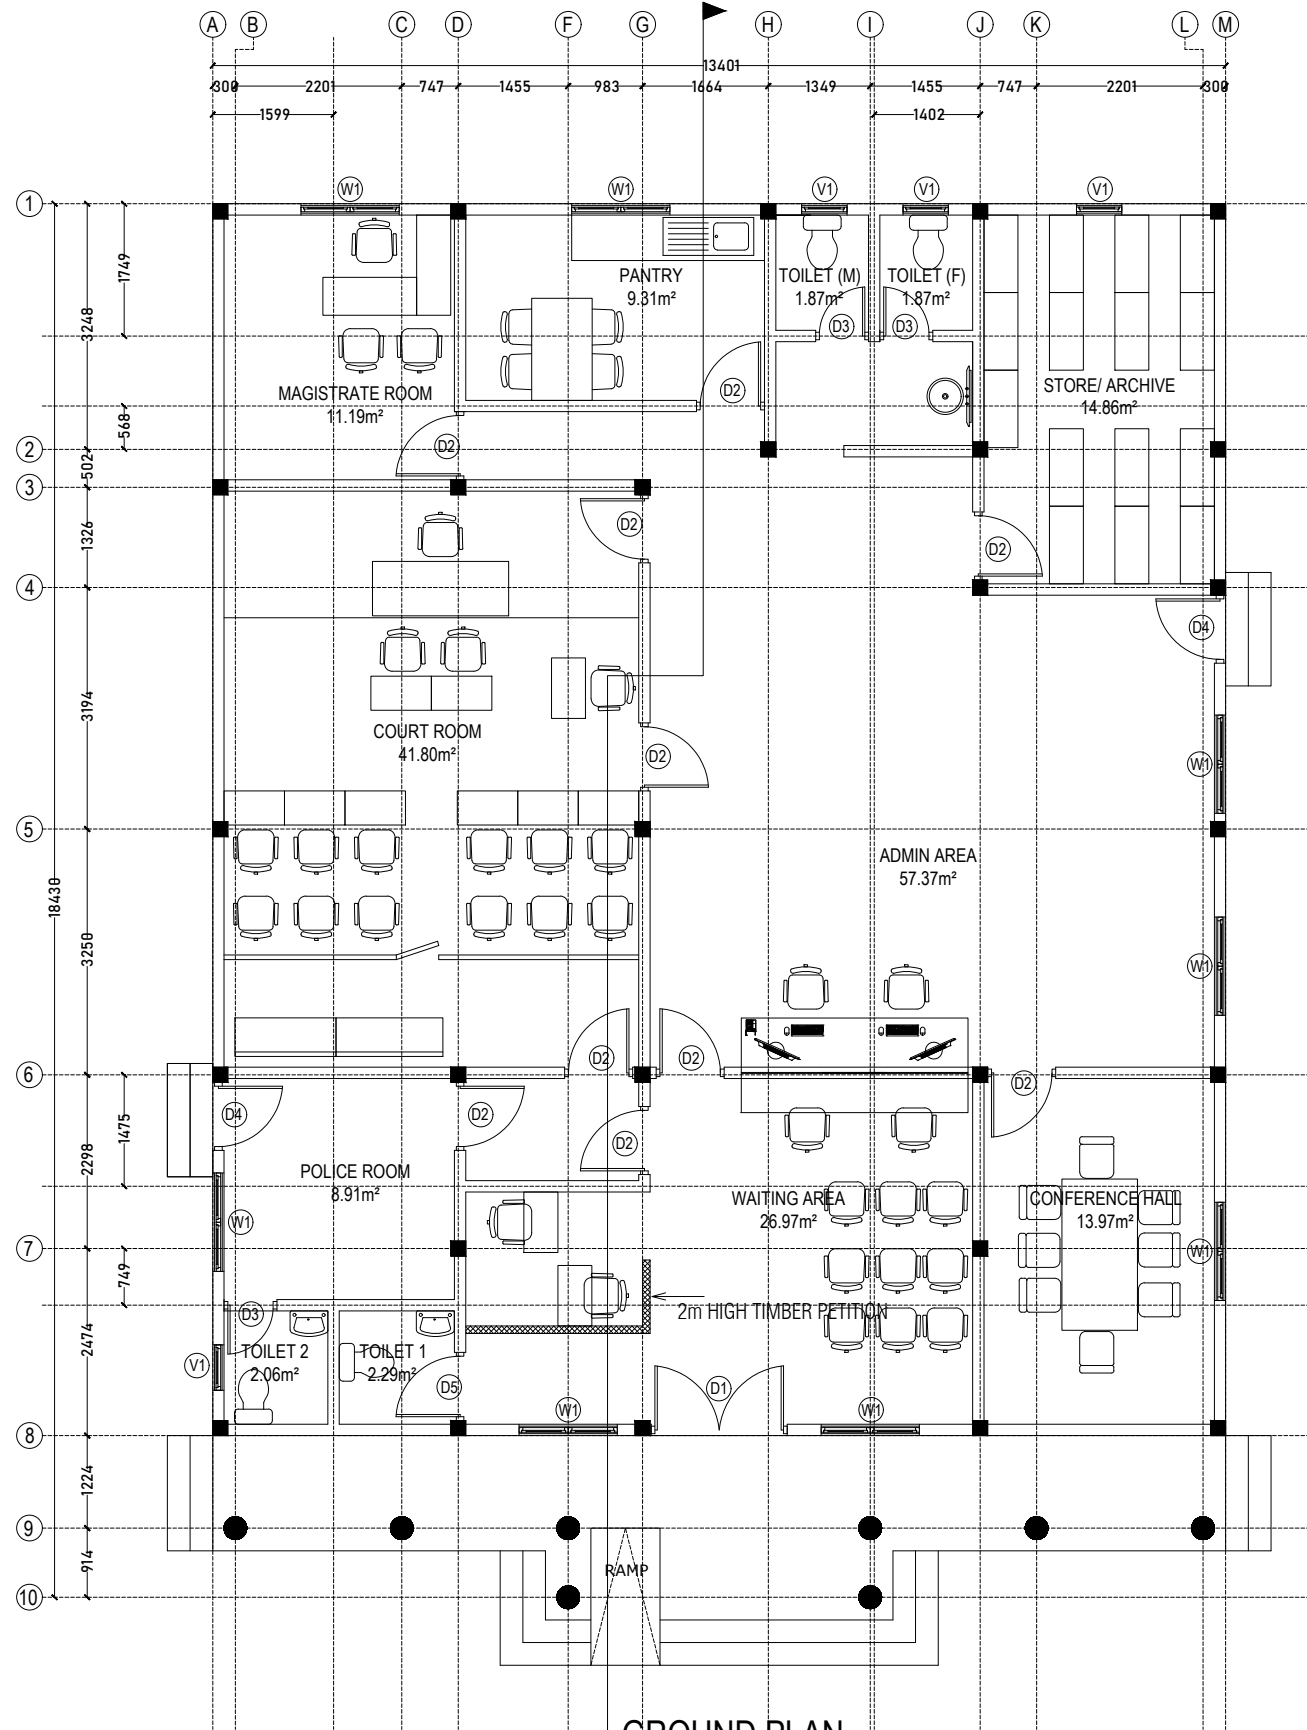 A B C D F G H I J K L M
13401
300 2201 747 1455 983 1664 1349 1455 747 2201 300
1599 1402
W1 W1 V1 V1 V1
1
1749
3248
PANTRY
9.31m²
TOILET (M)
1.87m²
TOILET (F)
1.87m²
D3 D3
MAGISTRATE ROOM
11.19m²
D2
STORE/ ARCHIVE
14.86m²
568
2
D2
502
3
D2
1326
D2
4
D4
3194
COURT ROOM
41.80m²
D2
W1
5
ADMIN AREA
57.37m²
18430
3250
W1
6
D2 D2 D2
D4 D2 D2
1475
2298
POLICE ROOM
8.91m²
WAITING AREA
26.97m²
CONFERENCE HALL
13.97m²
W1
7
W1
749
D3
2m HIGH TIMBER PETITION
2474
TOILET 2
2.06m²
TOILET 1
2.29m²
V1
D5
D1
W1 W1
8
1224
9
914
RAMP
10
GROUND PLAN